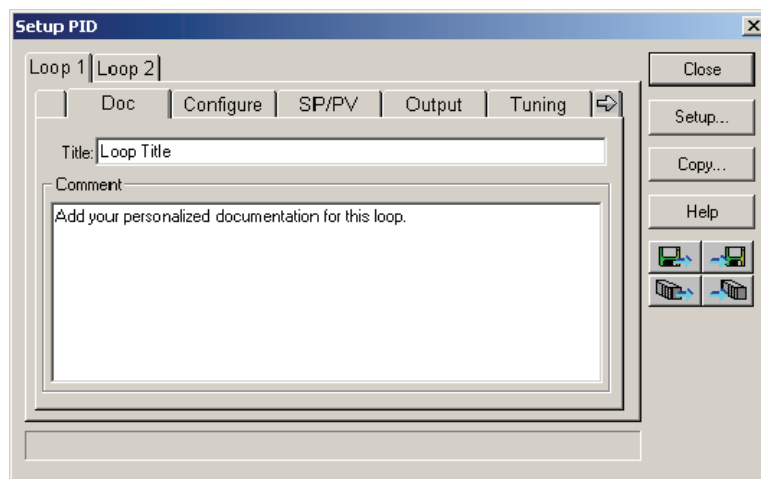 Setup PID
Loop 1 Loop 2
Doc Configure SP/PV Output Tuning
Title: Loop Title
Comment
Add your personalized documentation for this loop.
Close
Setup...
Copy...
Help